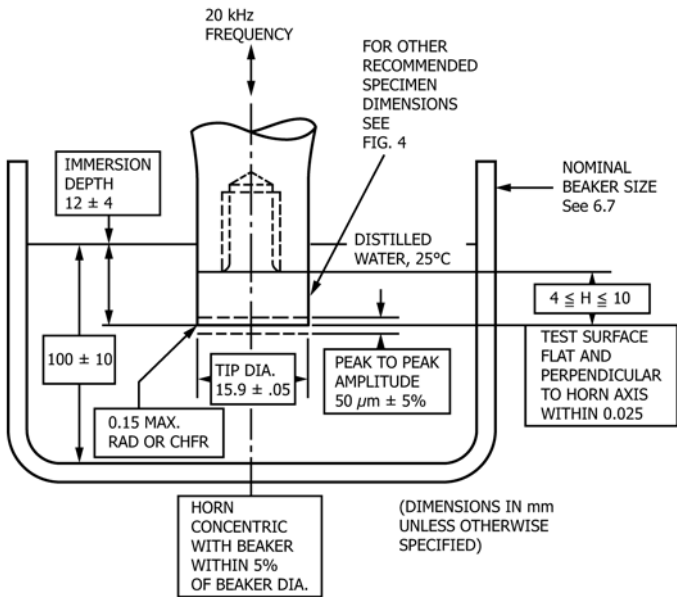 20 kHz
FREQUENCY
FOR OTHER
RECOMMENDED
SPECIMEN
DIMENSIONS
SEE
FIG. 4
IMMERSION
DEPTH
12 ± 4
NOMINAL
BEAKER SIZE
See 6.7
DISTILLED
WATER, 25°C
4 ≦ H ≦ 10
100 ± 10
TIP DIA.
15.9 ± .05
PEAK TO PEAK
AMPLITUDE
50 µm ± 5%
TEST SURFACE
FLAT AND
PERPENDICULAR
TO HORN AXIS
WITHIN 0.025
0.15 MAX.
RAD OR CHFR
HORN
CONCENTRIC
WITH BEAKER
WITHIN 5%
OF BEAKER DIA.
(DIMENSIONS IN mm
UNLESS OTHERWISE
SPECIFIED)